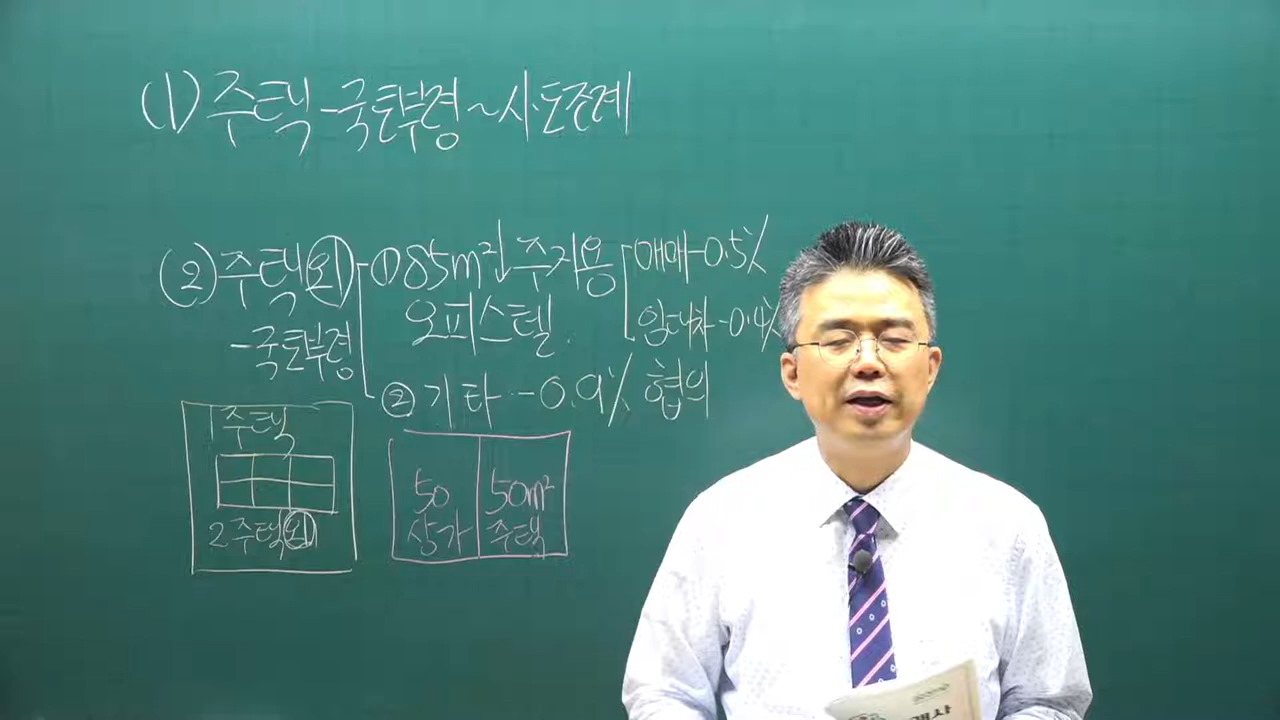 (1) 주택 - 국토부령 ~ 시·도조례
(2) 주택외 ① 85m²↓ 주거용 매매 - 0.5%
- 국토부령 오피스텔. 임대차 - 0.4%
② 기타 - 0.9% 협의
1 주택
2 주택외
50 50m²
상가 주택